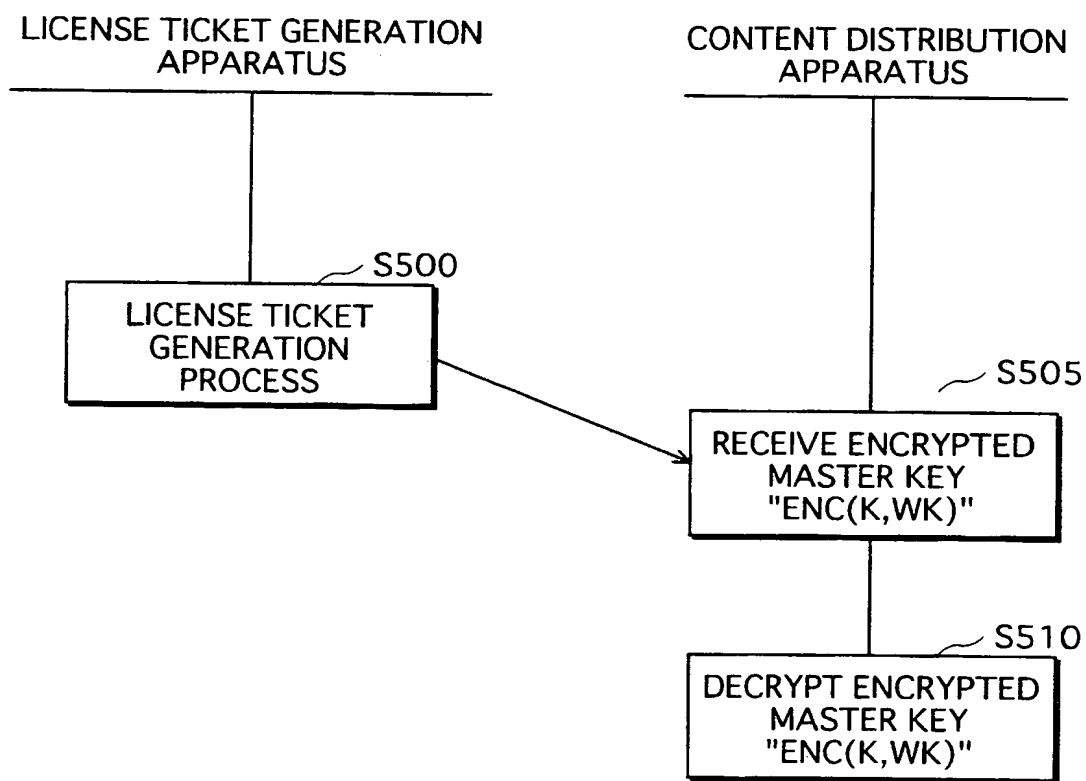 LICENSE TICKET GENERATION
APPARATUS
CONTENT DISTRIBUTION
APPARATUS
S500
LICENSE TICKET
GENERATION
PROCESS
S505
RECEIVE ENCRYPTED
MASTER KEY
"ENC(K,WK)"
S510
DECRYPT ENCRYPTED
MASTER KEY
"ENC(K,WK)"